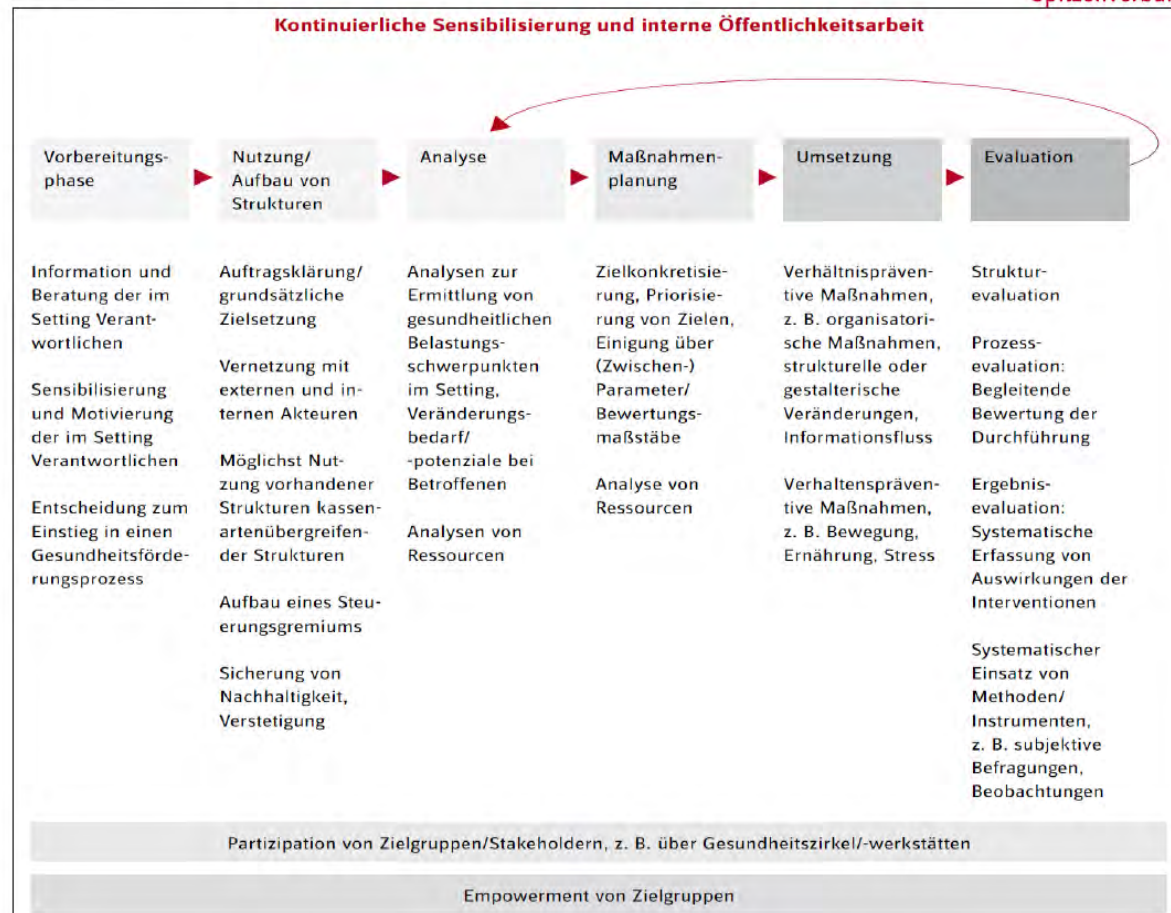 Kontinuierliche Sensibilisierung und interne Öffentlichkeitsarbeit
Vorbereitungs-
phase
Nutzung/
Aufbau von
Strukturen
Analyse
Maßnahmen-
planung
Umsetzung
Evaluation
Information und
Beratung der im
Setting Verant-
wortlichen
Sensibilisierung
und Motivierung
der im Setting
Verantwortlichen
Entscheidung zum
Einstieg in einen
Gesundheitsförde-
rungsprozess
Auftragsklärung/
grundsätzliche
Zielsetzung
Vernetzung mit
externen und in-
ternen Akteuren
Möglichst Nut-
zung vorhandener
Strukturen kassen-
artenübergreifen-
der Strukturen
Aufbau eines Steu-
erungsgremiums
Sicherung von
Nachhaltigkeit,
Verstetigung
Analysen zur
Ermittlung von
gesundheitlichen
Belastungs-
schwerpunkten
im Setting,
Veränderungs-
bedarf/
-potenziale bei
Betroffenen
Analysen von
Ressourcen
Zielkonkretisie-
rung, Priorisie-
rung von Zielen,
Einigung über
(Zwischen-)
Parameter/
Bewertungs-
maßstäbe
Analyse von
Ressourcen
Verhältnispräven-
tive Maßnahmen,
z. B. organisatori-
sche Maßnahmen,
strukturelle oder
gestalterische
Veränderungen,
Informationsfluss
Verhaltenspräven-
tive Maßnahmen,
z. B. Bewegung,
Ernährung, Stress
Struktur-
evaluation
Prozess-
evaluation:
Begleitende
Bewertung der
Durchführung
Ergebnis-
evaluation:
Systematische
Erfassung von
Auswirkungen der
Interventionen
Systematischer
Einsatz von
Methoden/
Instrumenten,
z. B. subjektive
Befragungen,
Beobachtungen
Partizipation von Zielgruppen/Stakeholdern, z. B. über Gesundheitszirkel/-werkstätten
Empowerment von Zielgruppen